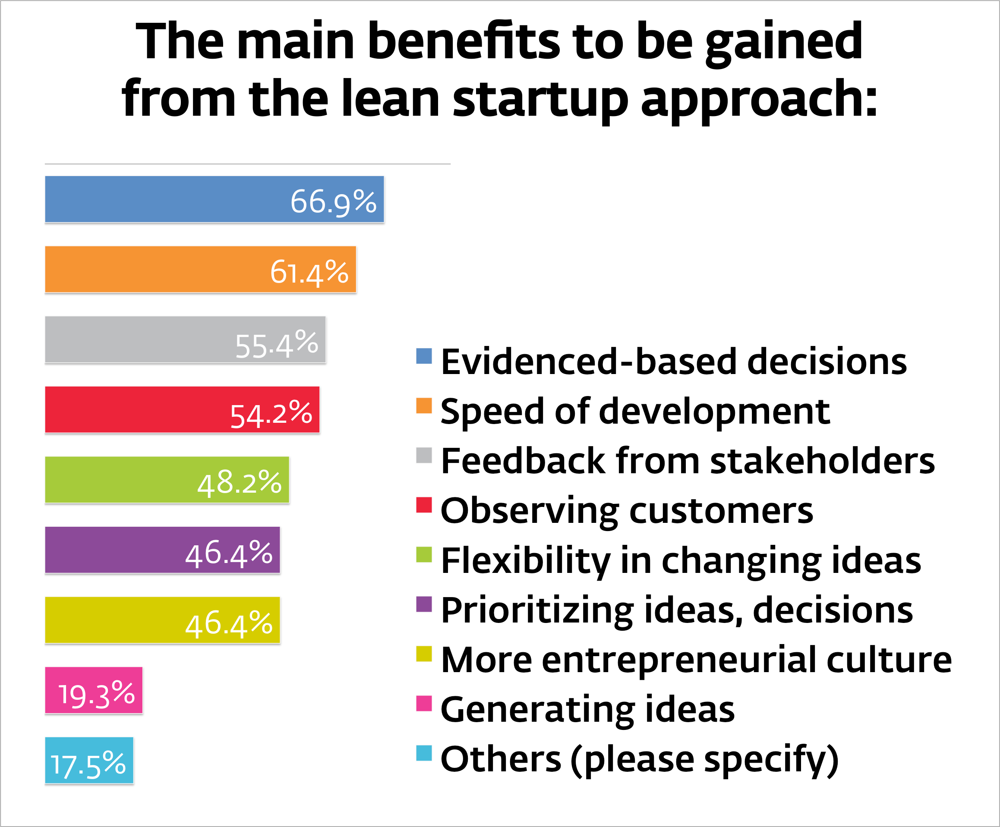 The main benefits to be gained
from the lean startup approach:
66.9%
61.4%
55.4%
54.2%
48.2%
46.4%
46.4%
19.3%
17.5%
Evidenced-based decisions
Speed of development
Feedback from stakeholders
Observing customers
Flexibility in changing ideas
Prioritizing ideas, decisions
More entrepreneurial culture
Generating ideas
Others (please specify)